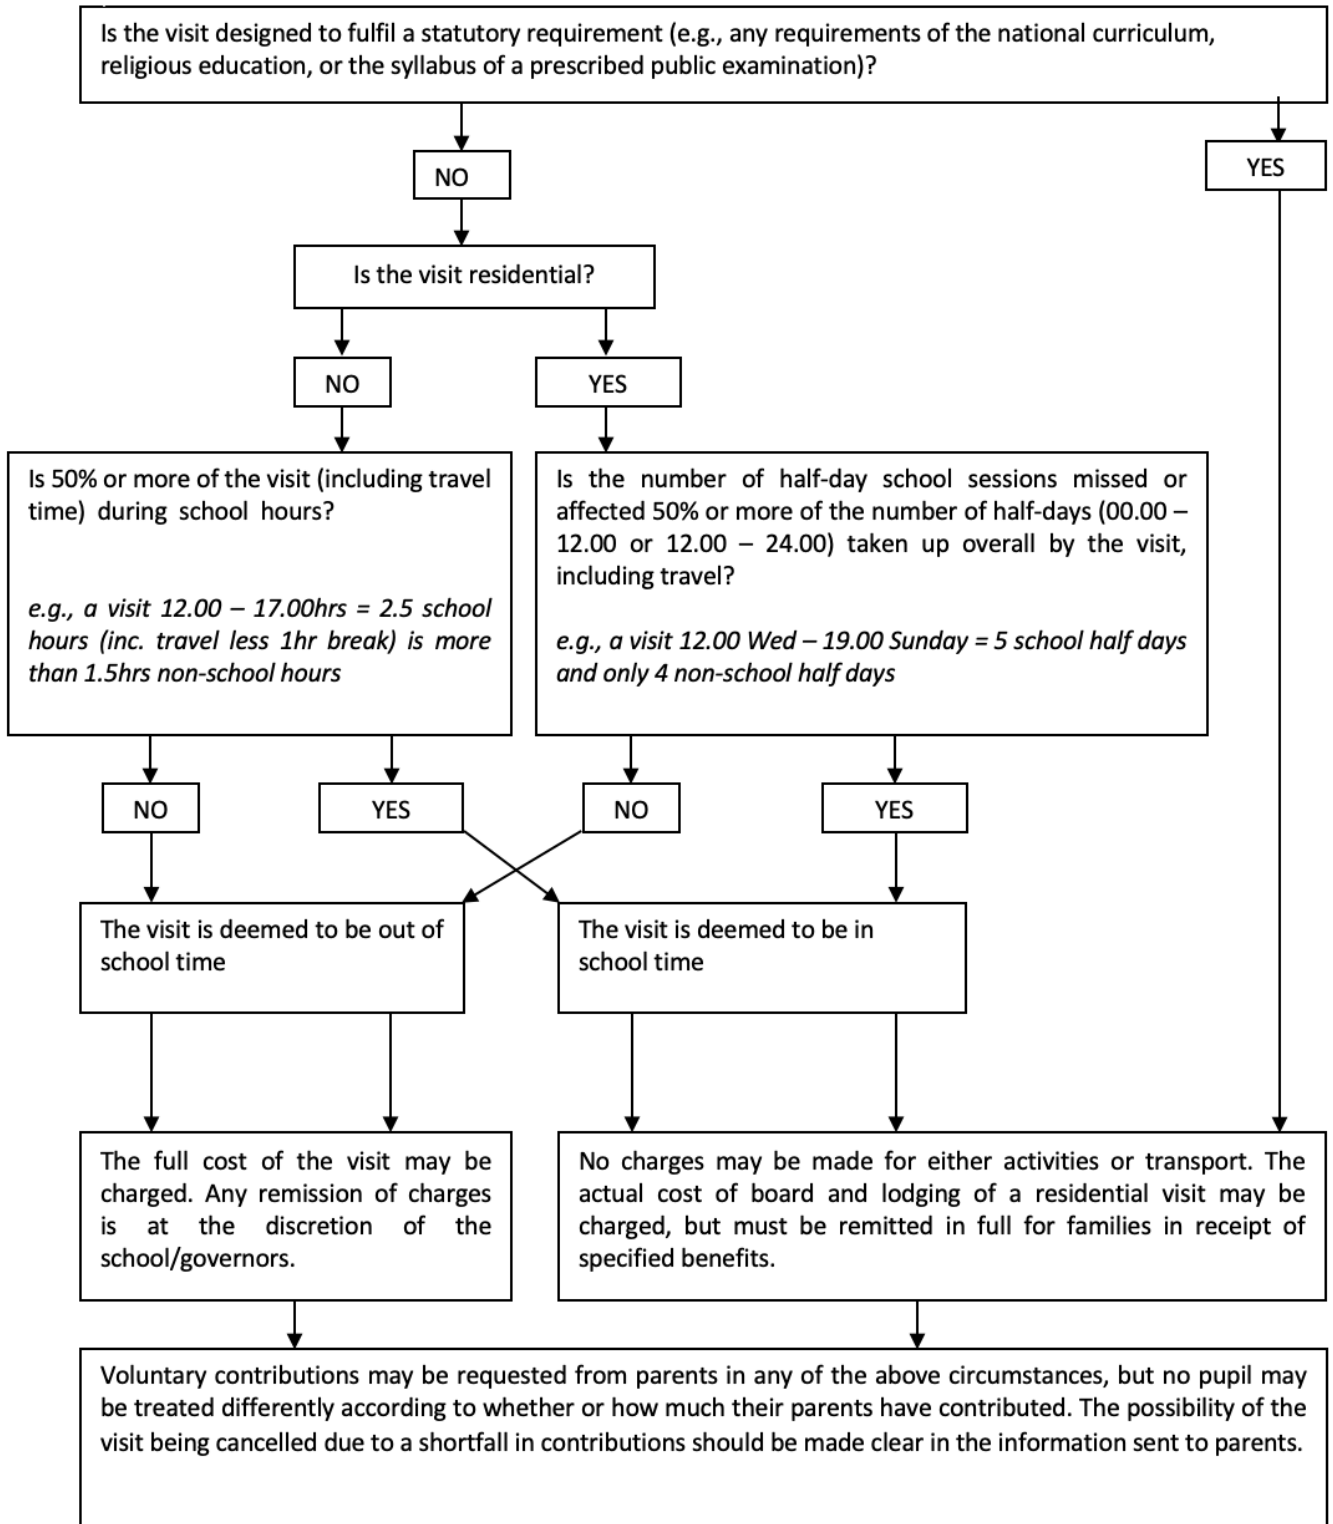 Is the visit designed to fulfil a statutory requirement (e.g., any requirements of the national curriculum,
religious education, or the syllabus of a prescribed public examination)?
NO
YES
Is the visit residential?
NO
YES
Is 50% or more of the visit (including travel
time) during school hours?
e.g., a visit 12.00 – 17.00hrs = 2.5 school
hours (inc. travel less 1hr break) is more
than 1.5hrs non-school hours
Is the number of half-day school sessions missed or
affected 50% or more of the number of half-days (00.00 –
12.00 or 12.00 – 24.00) taken up overall by the visit,
including travel?
e.g., a visit 12.00 Wed – 19.00 Sunday = 5 school half days
and only 4 non-school half days
NO
YES
NO
YES
The visit is deemed to be out of
school time
The visit is deemed to be in
school time
The full cost of the visit may be
charged. Any remission of charges
is at the discretion of the
school/governors.
No charges may be made for either activities or transport. The
actual cost of board and lodging of a residential visit may be
charged, but must be remitted in full for families in receipt of
specified benefits.
Voluntary contributions may be requested from parents in any of the above circumstances, but no pupil may
be treated differently according to whether or how much their parents have contributed. The possibility of the
visit being cancelled due to a shortfall in contributions should be made clear in the information sent to parents.